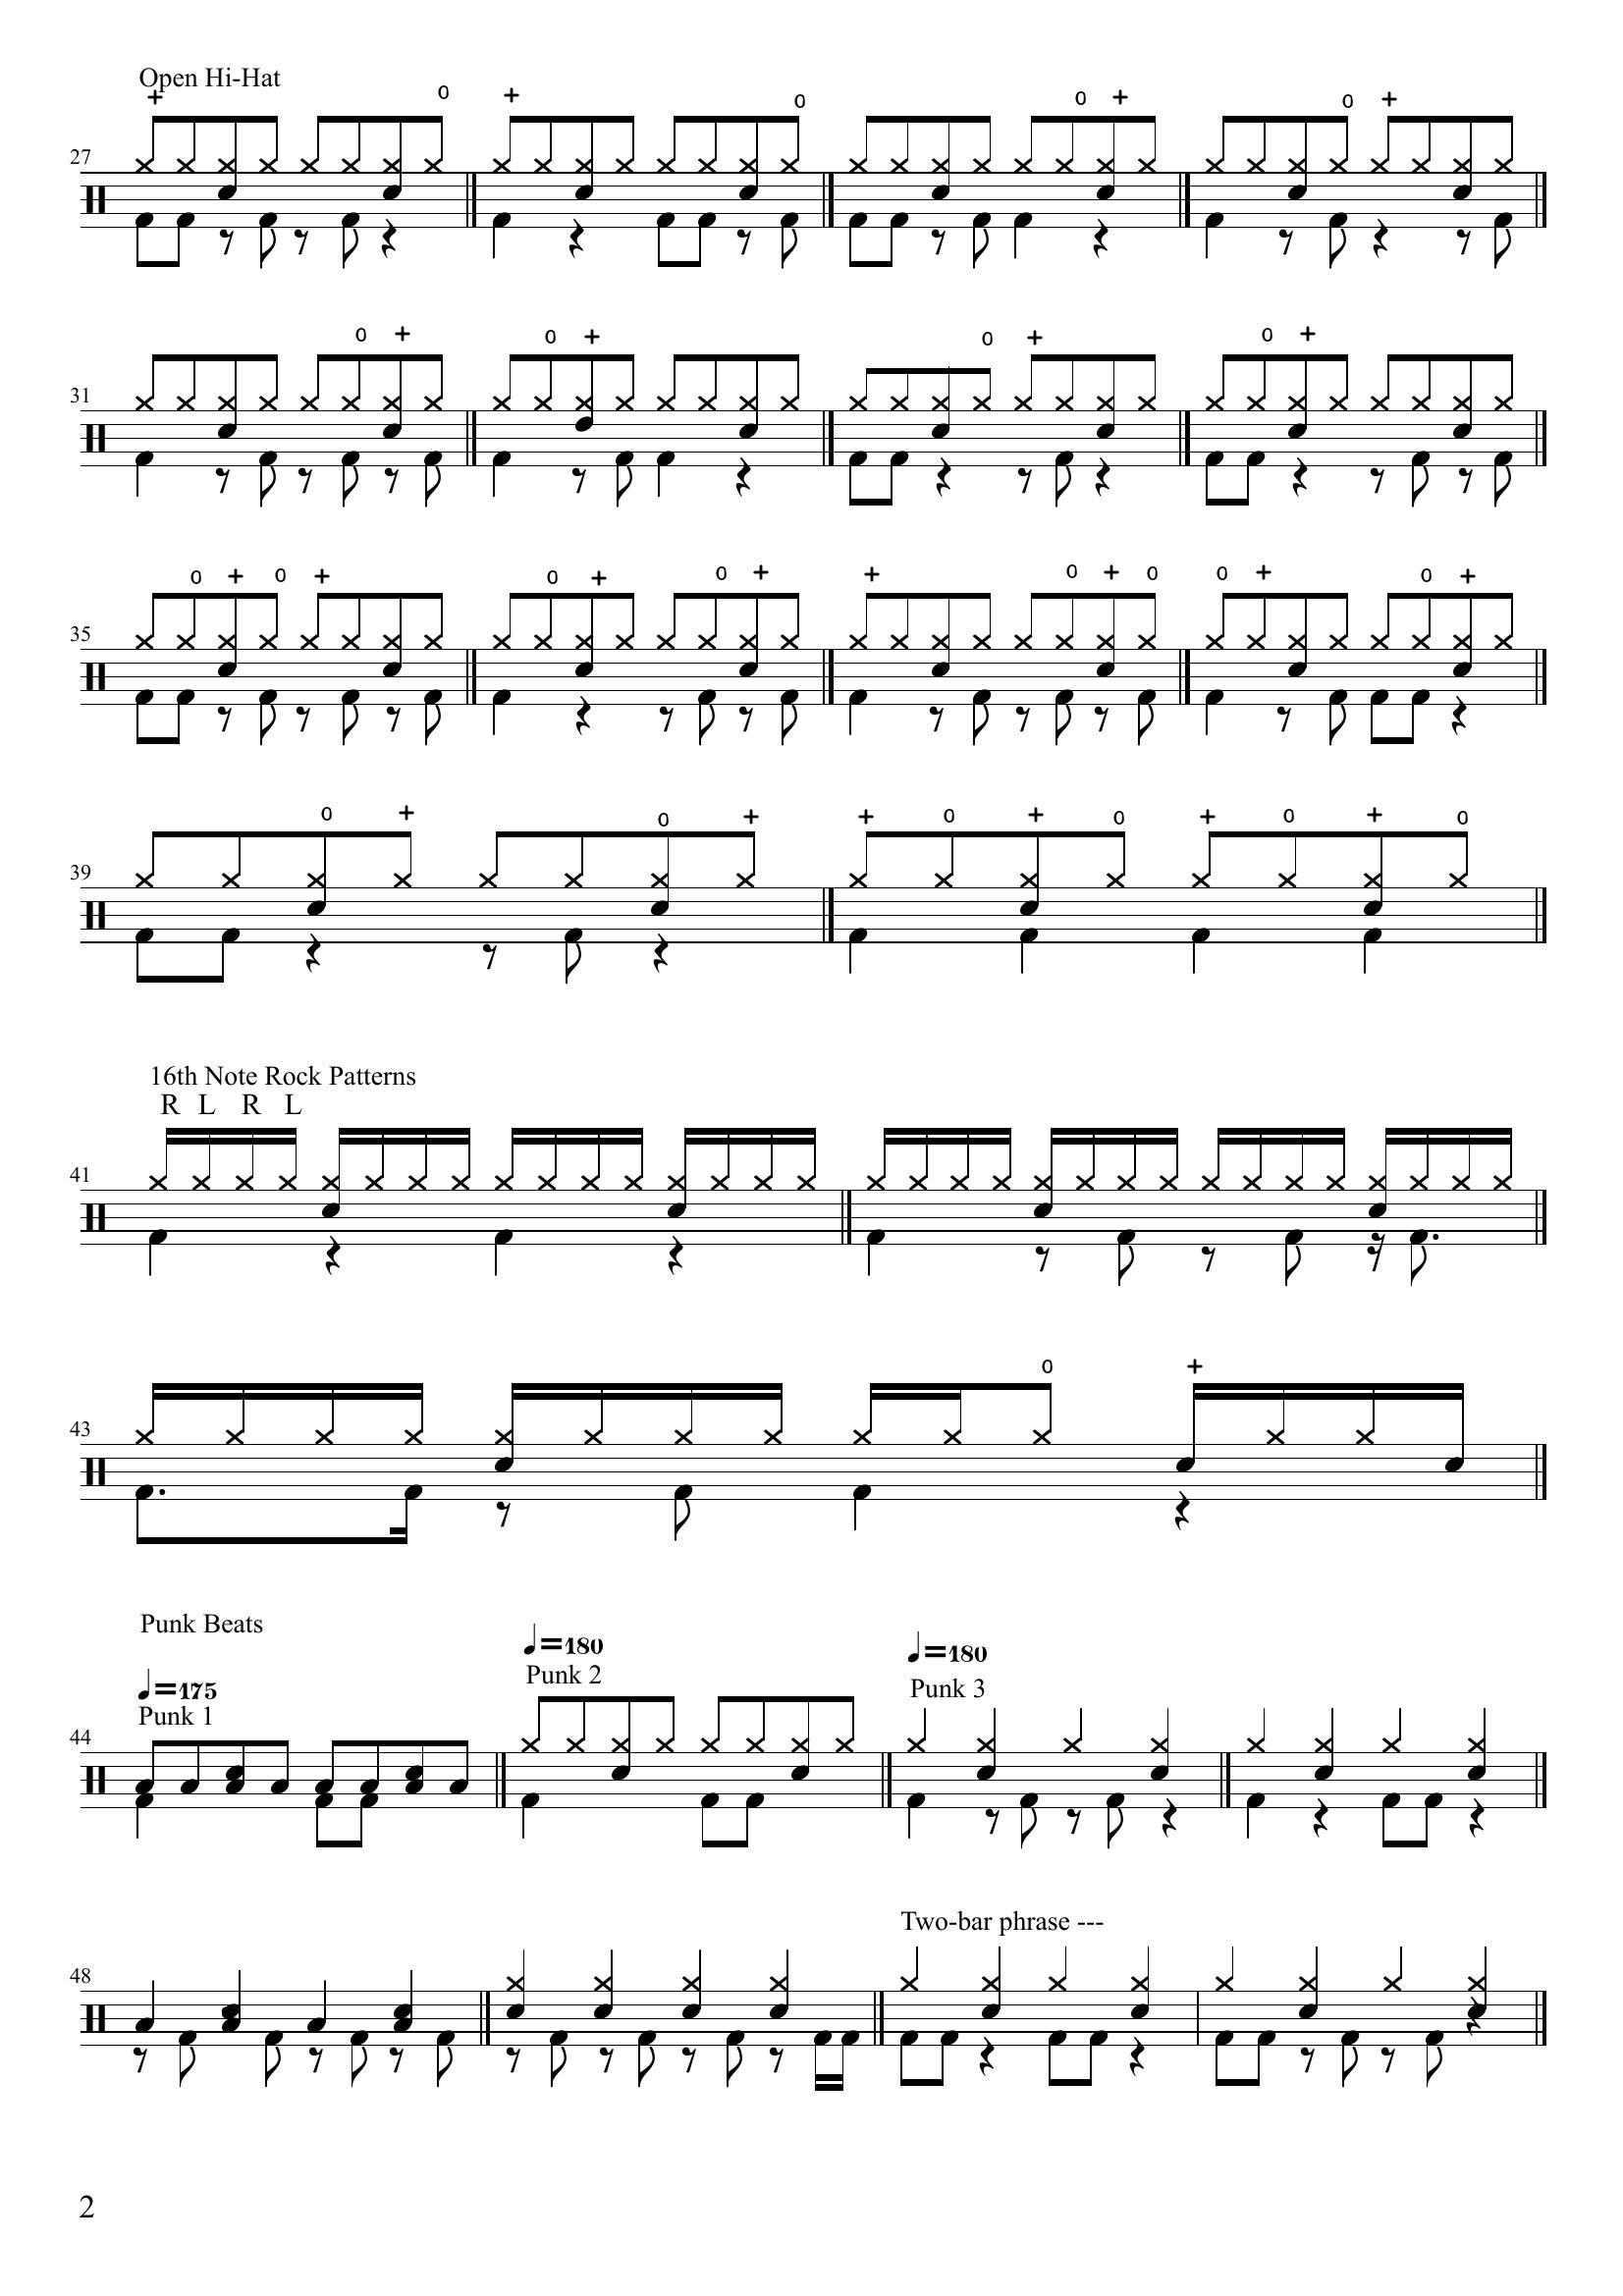 Open Hi-Hat
+ o + o o + o +
27
o + o + o + o +
31
o + o + o + o + + o + o o + o +
35
o + o + + o + o + o + o
39
16th Note Rock Patterns
R L R L
41
o +
43
Punk Beats
=175
Punk 1
=180
Punk 2
=180
Punk 3
44
48
Two-bar phrase ---
2